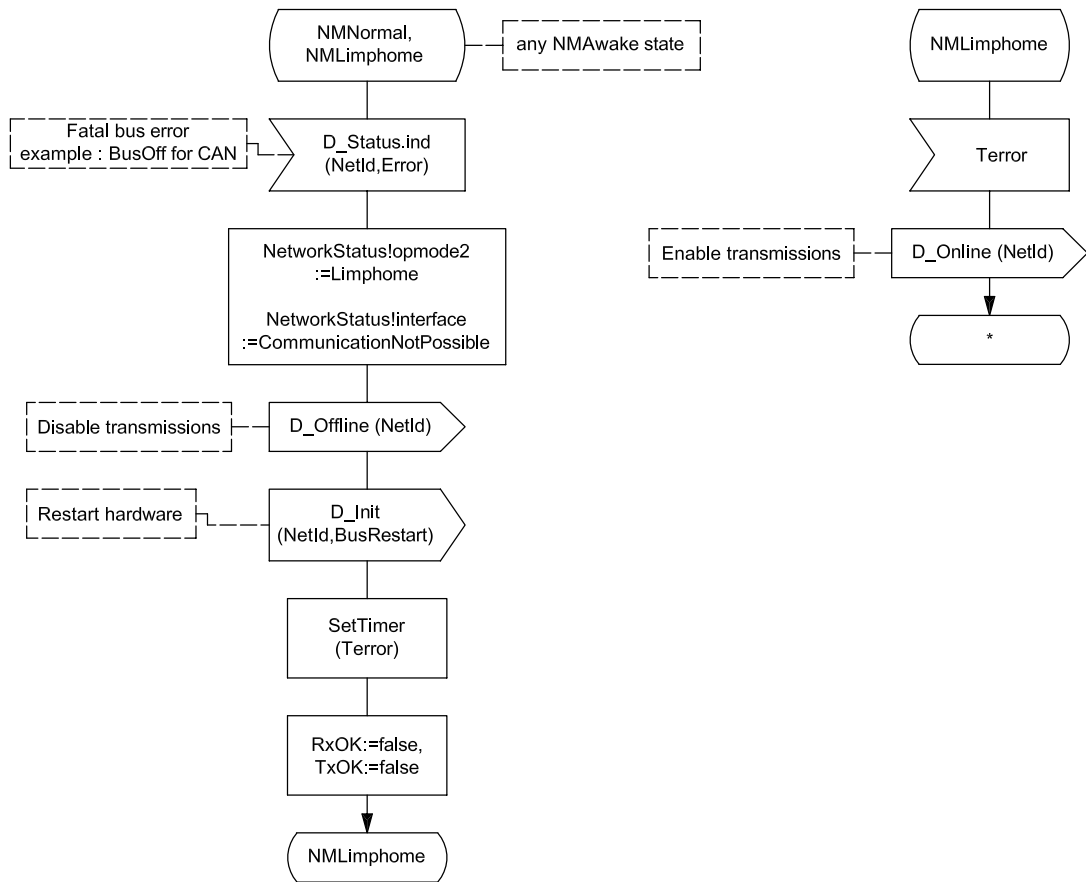 NMNormal,
NMLimphome
any NMAwake state
Fatal bus error
example : BusOff for CAN
D_Status.ind
(NetId,Error)
NetworkStatus!opmode2
:=Limphome
NetworkStatus!interface
:=CommunicationNotPossible
Disable transmissions
D_Offline (NetId)
Restart hardware
D_Init
(NetId,BusRestart)
SetTimer
(Terror)
RxOK:=false,
TxOK:=false
NMLimphome
NMLimphome
Terror
Enable transmissions
D_Online (NetId)
*